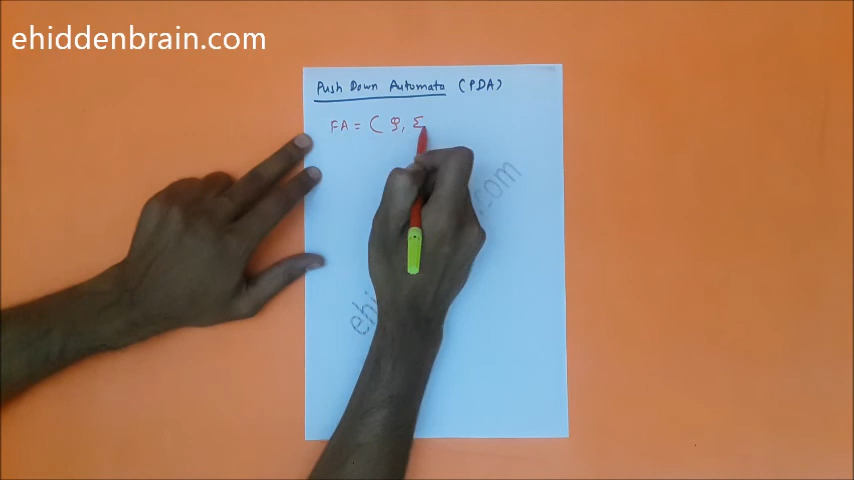 ehiddenbrain.com
Push Down Automata (PDA)
FA = ( Q, Σ